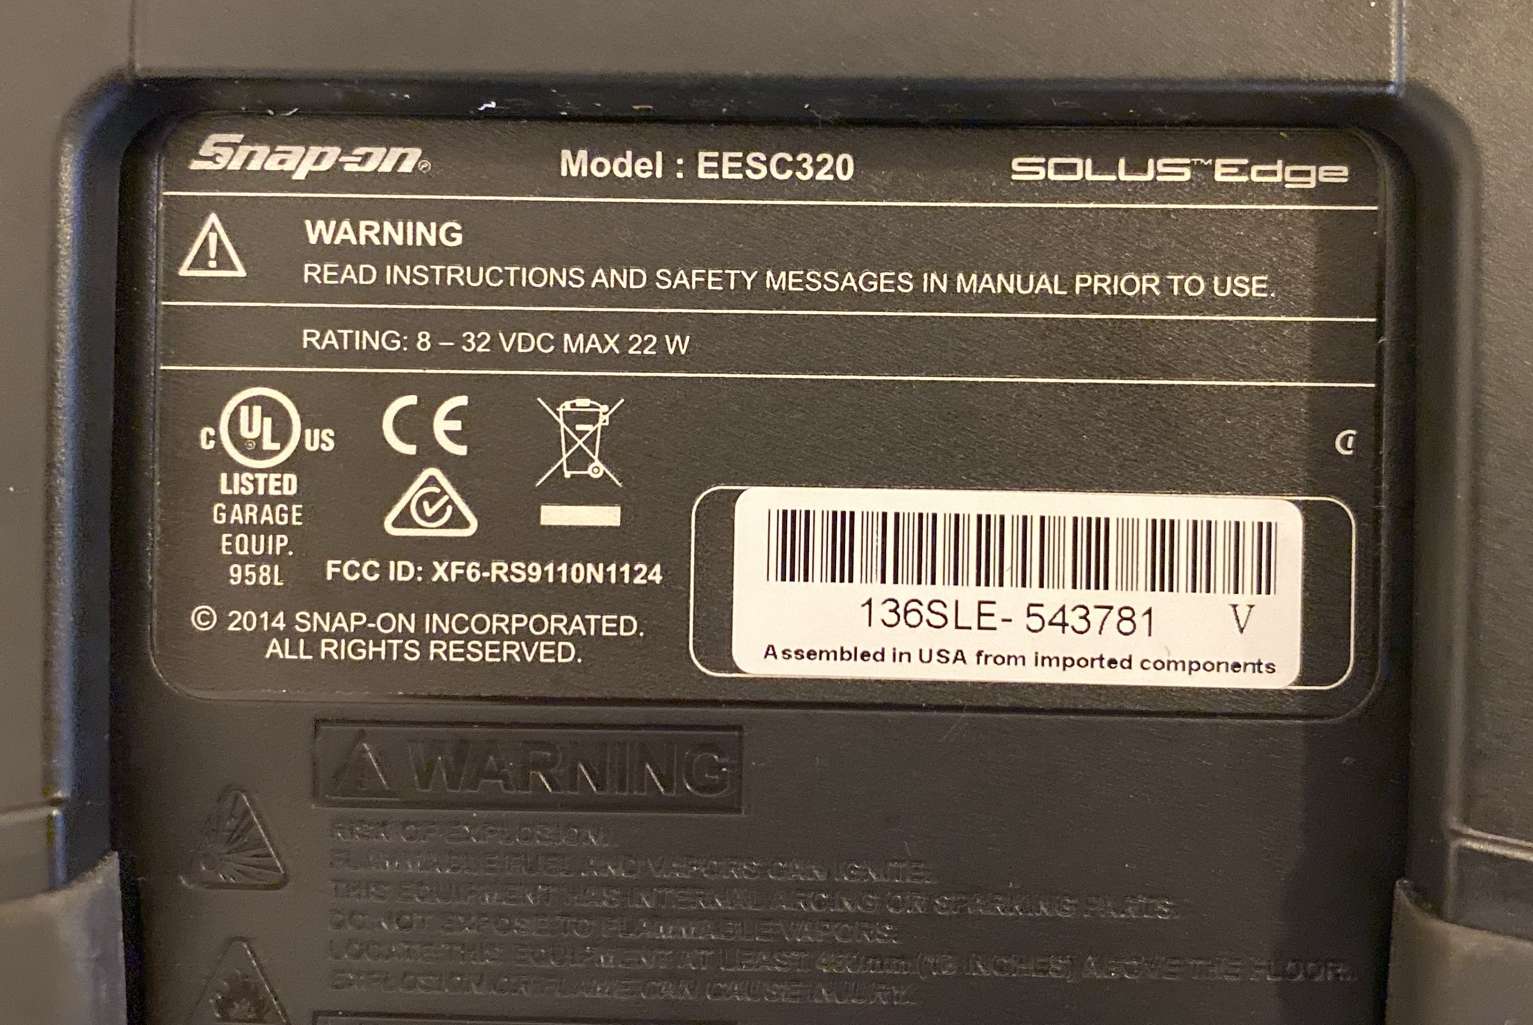 Snap-on®
Model : EESC320
SOLUS™ Edge
WARNING
READ INSTRUCTIONS AND SAFETY MESSAGES IN MANUAL PRIOR TO USE.
RATING: 8 – 32 VDC MAX 22 W
C UL US
LISTED
GARAGE
EQUIP.
958L
CE
FCC ID: XF6-RS9110N1124
© 2014 SNAP-ON INCORPORATED.
ALL RIGHTS RESERVED.
136SLE- 543781 V
Assembled in USA from imported components
WARNING
RISK OF EXPLOSION.
FLAMMABLE FUEL AND VAPORS CAN IGNITE.
THIS EQUIPMENT HAS INTERNAL ARCING OR SPARKING PARTS.
DO NOT EXPOSE TO FLAMMABLE VAPORS.
LOCATE THIS EQUIPMENT AT LEAST 460mm (18 INCHES) ABOVE THE FLOOR.
EXPLOSION OR FLAME CAN CAUSE INJURY.